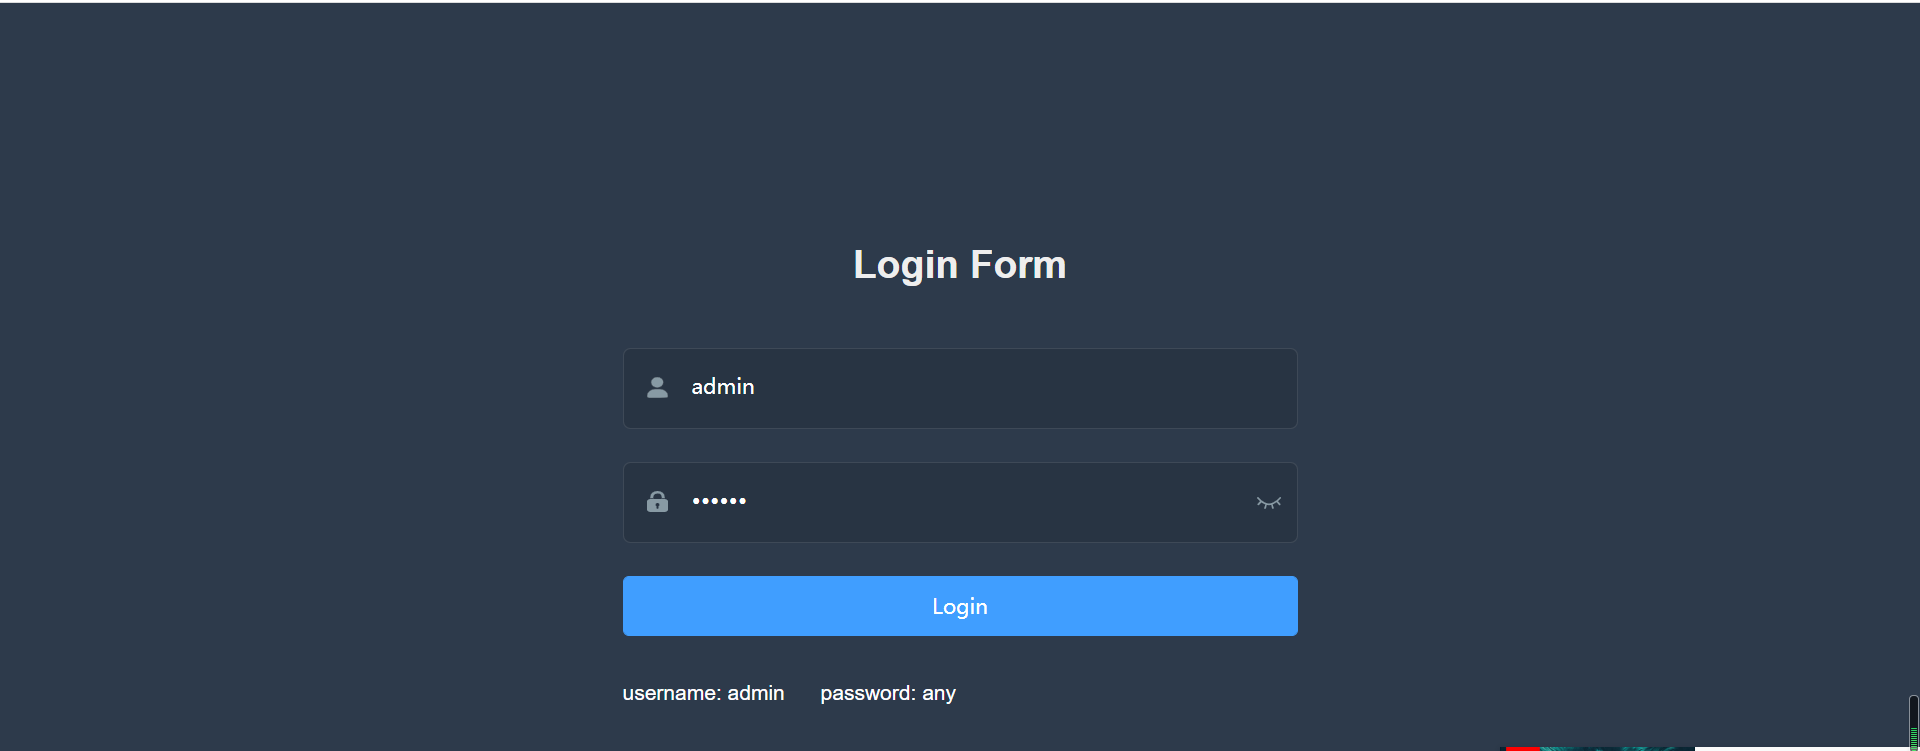 Login Form
admin
••••••
Login
username: admin password: any